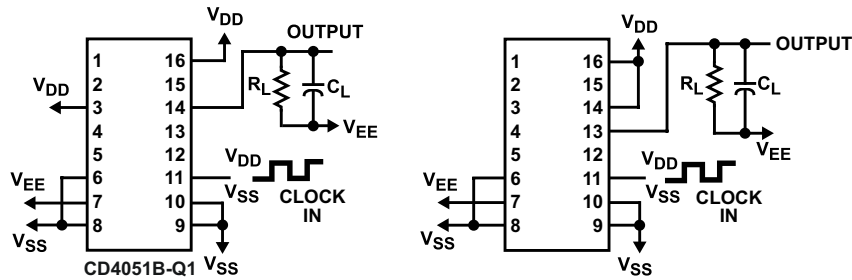 VDD
OUTPUT
1 16
2 15
VDD
3 14
RL
CL
4 13
VEE
5 12
VDD
6 11
VSS
CLOCK
IN
VEE
7 10
VSS
8 9
VSS
CD4051B-Q1
VDD
OUTPUT
1 16
2 15
RL
CL
3 14
4 13
VEE
5 12
VDD
6 11
VSS
CLOCK
IN
VEE
7 10
VSS
8 9
VSS